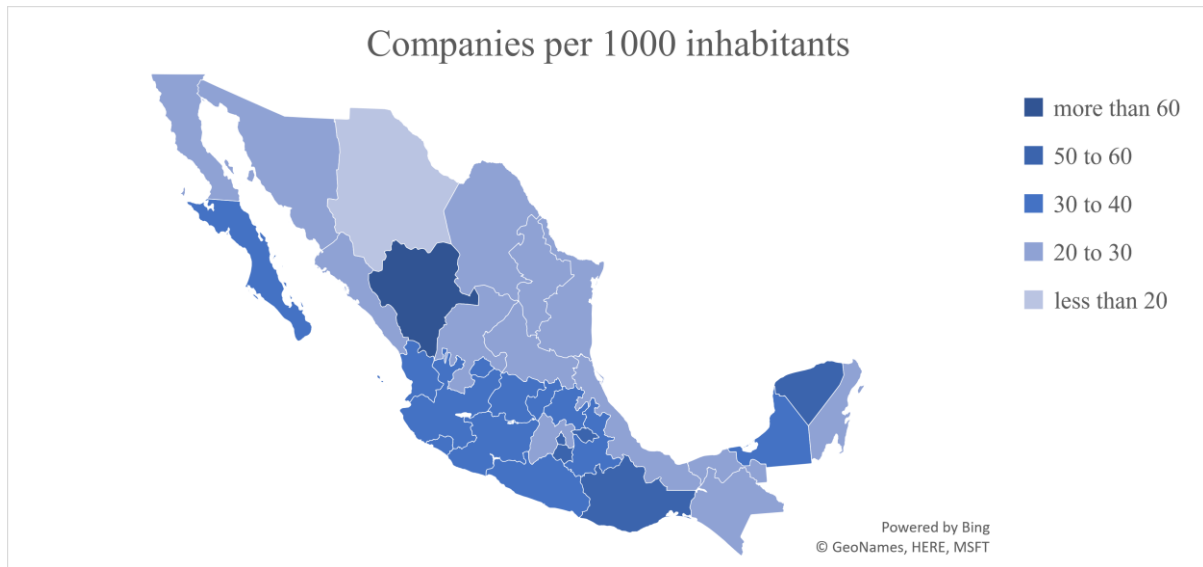 Companies per 1000 inhabitants
more than 60
50 to 60
30 to 40
20 to 30
less than 20
Powered by Bing
© GeoNames, HERE, MSFT